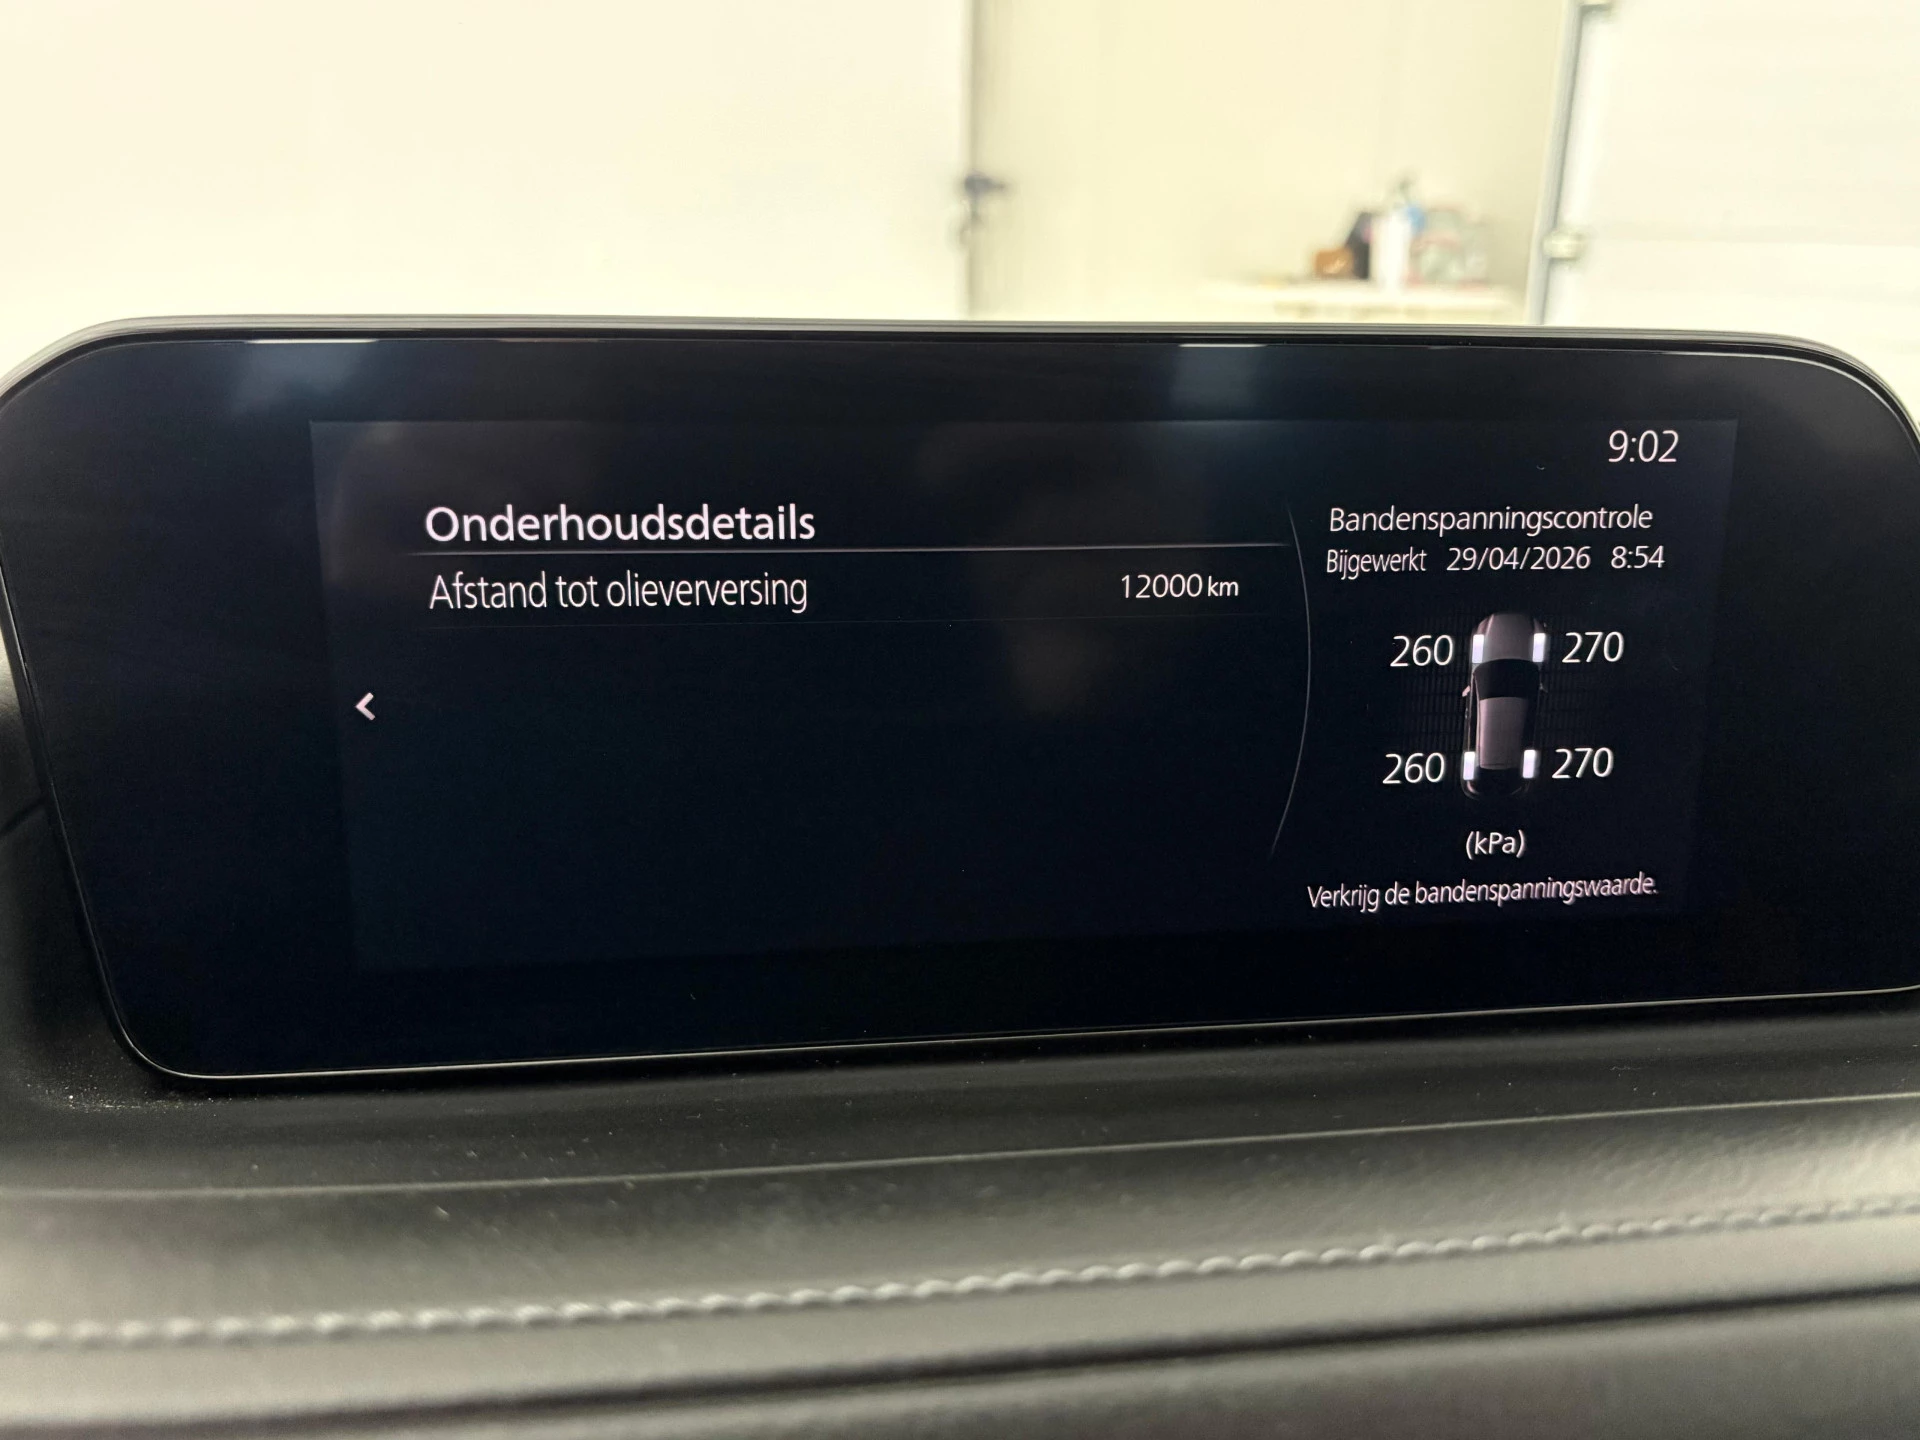 9:02
Onderhoudsdetails
Afstand tot olieverversing 12000 km
Bandenspanningscontrole
Bijgewerkt 29/04/2026 8:54
260 270
260 270
(kPa)
Verkrijg de bandenspanningswaarde.